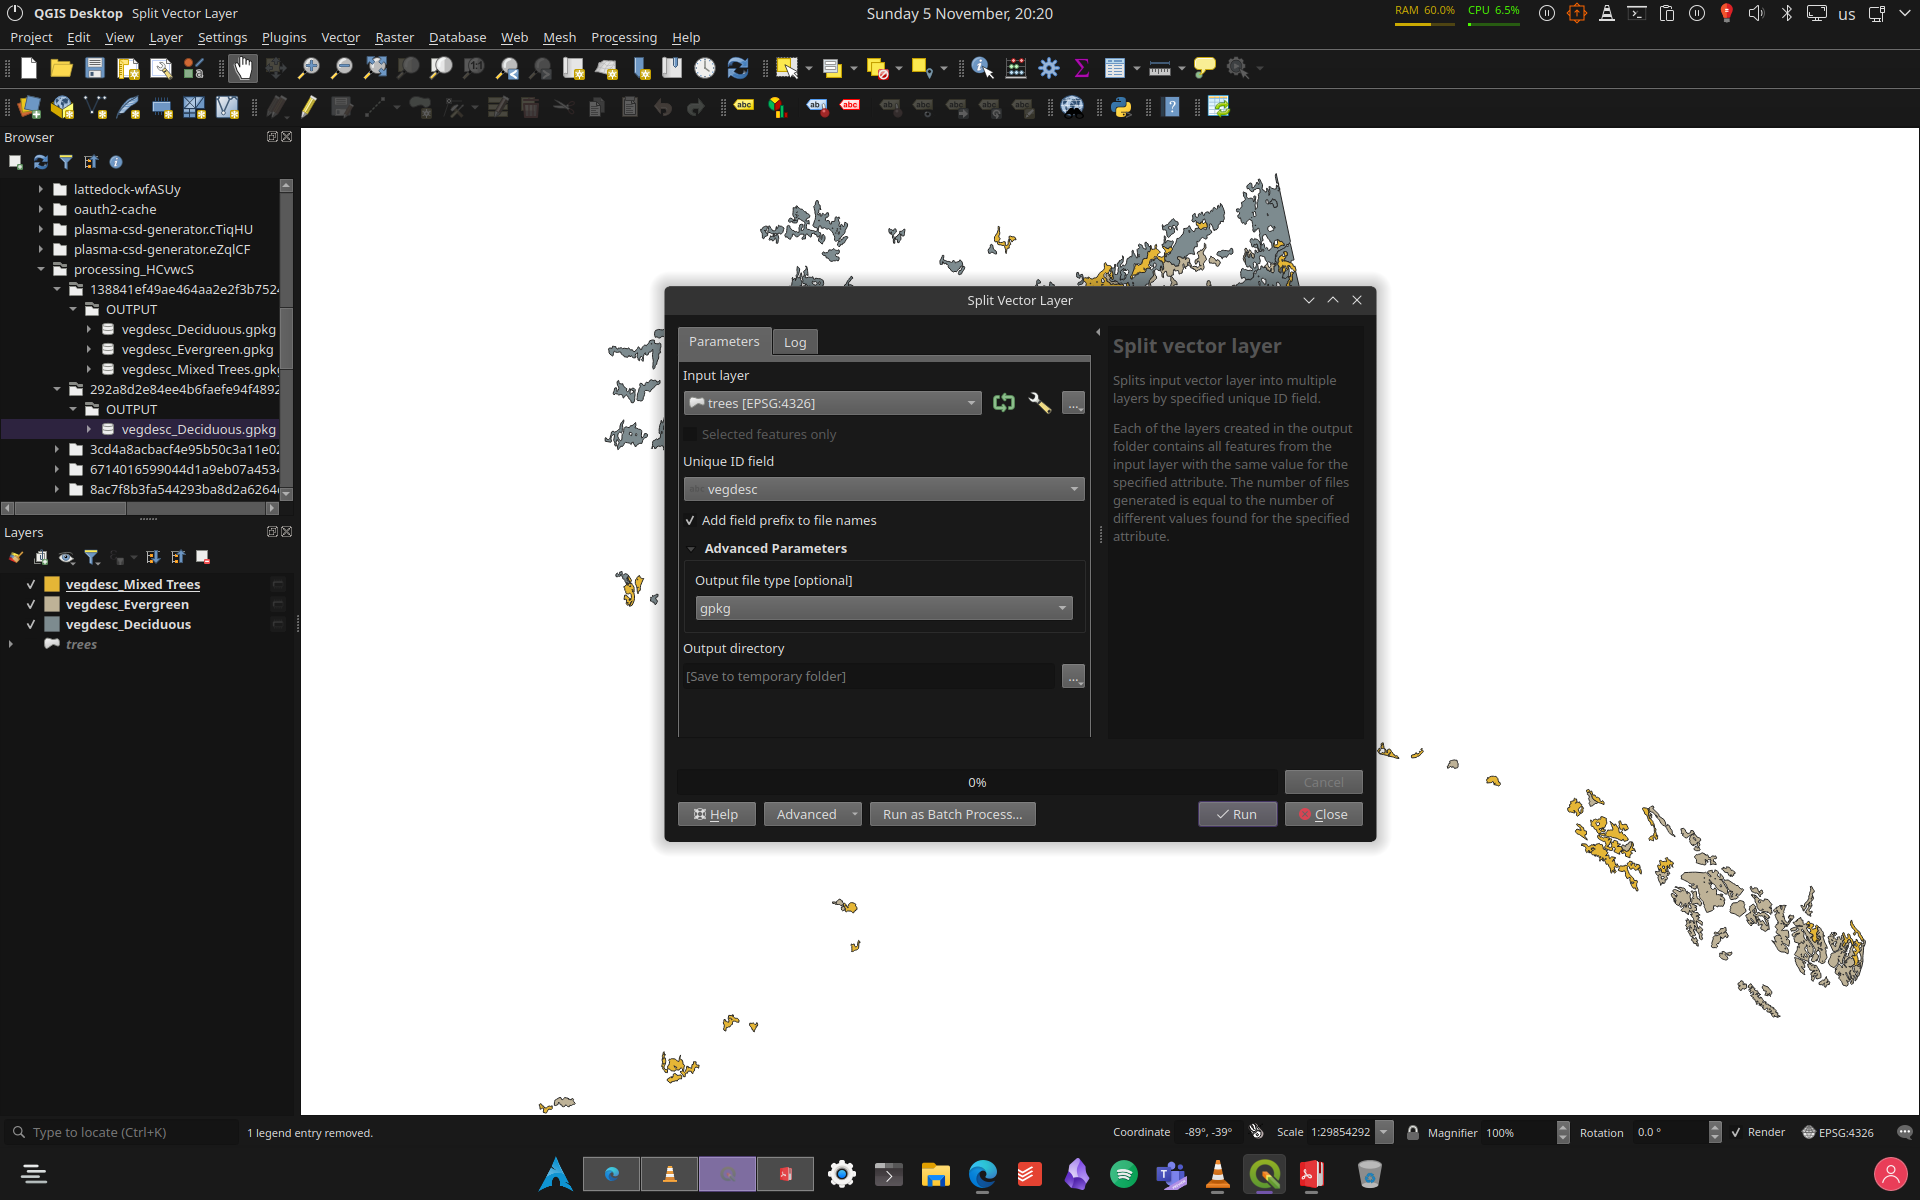 QGIS Desktop Split Vector Layer
Sunday 5 November, 20:20
RAM 60.0% CPU 6.5%
us
Project Edit View Layer Settings Plugins Vector Raster Database Web Mesh Processing Help
Browser
lattedock-wfASUy
oauth2-cache
plasma-csd-generator.cTiqHU
plasma-csd-generator.eZqlCF
processing_HCvwcS
138841ef49ae464aa2e2f3b752
OUTPUT
vegdesc_Deciduous.gpkg
vegdesc_Evergreen.gpkg
vegdesc_Mixed Trees.gpk
292a8d2e84ee4b6faefe94f4892
OUTPUT
vegdesc_Deciduous.gpkg
3cd4a8acbacf4e95b50c3a11e0
6714016599044d1a9eb07a453
8ac7f8b3fa544293ba8d2a6264
Layers
vegdesc_Mixed Trees
vegdesc_Evergreen
vegdesc_Deciduous
trees
Split Vector Layer
Parameters Log
Input layer
trees [EPSG:4326]
...
Selected features only
Unique ID field
abc vegdesc
Add field prefix to file names
Advanced Parameters
Output file type [optional]
gpkg
Output directory
[Save to temporary folder]
...
Split vector layer
Splits input vector layer into multiple
layers by specified unique ID field.
Each of the layers created in the output
folder contains all features from the
input layer with the same value for the
specified attribute. The number of files
generated is equal to the number of
different values found for the specified
attribute.
0%
Cancel
Help Advanced Run as Batch Process... Run Close
Type to locate (Ctrl+K)
1 legend entry removed.
Coordinate -89°, -39° Scale 1:29854292 Magnifier 100% Rotation 0.0 ° Render EPSG:4326